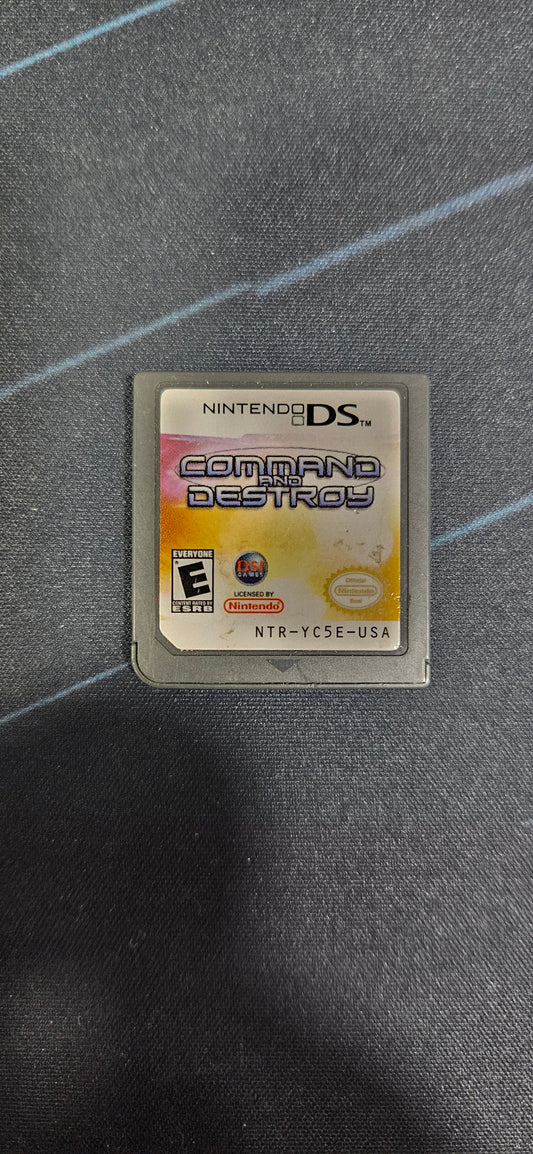 NINTENDO DS™
COMMAND
AND
DESTROY
EVERYONE
E
CONTENT RATED BY
ESRB
DSI
GAMES
LICENSED BY
Nintendo
Official
Nintendo
Seal
NTR-YC5E-USA